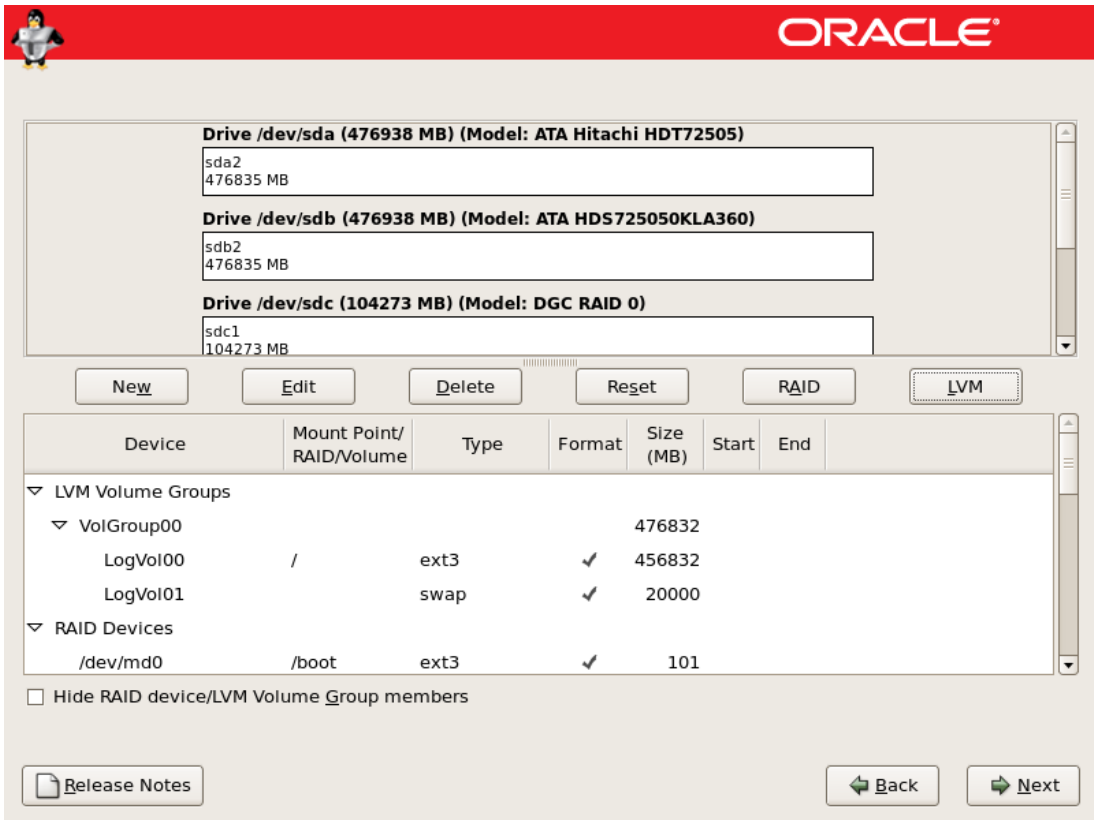 ORACLE®
Drive /dev/sda (476938 MB) (Model: ATA Hitachi HDT72505)
sda2
476835 MB
Drive /dev/sdb (476938 MB) (Model: ATA HDS725050KLA360)
sdb2
476835 MB
Drive /dev/sdc (104273 MB) (Model: DGC RAID 0)
sdc1
104273 MB
New Edit Delete Reset RAID LVM
Device Mount Point/ RAID/Volume Type Format Size (MB) Start End
LVM Volume Groups
VolGroup00 476832
LogVol00 / ext3 ✓ 456832
LogVol01 swap ✓ 20000
RAID Devices
/dev/md0 /boot ext3 ✓ 101
Hide RAID device/LVM Volume Group members
Release Notes Back Next